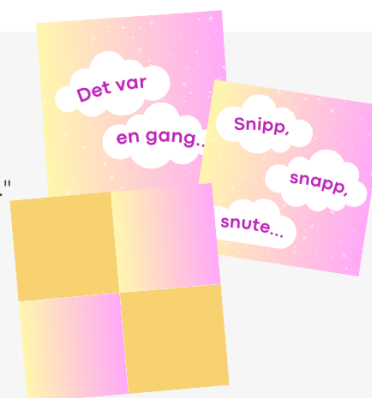 Det var
en gang..
Snipp,
snapp,
."
snute...